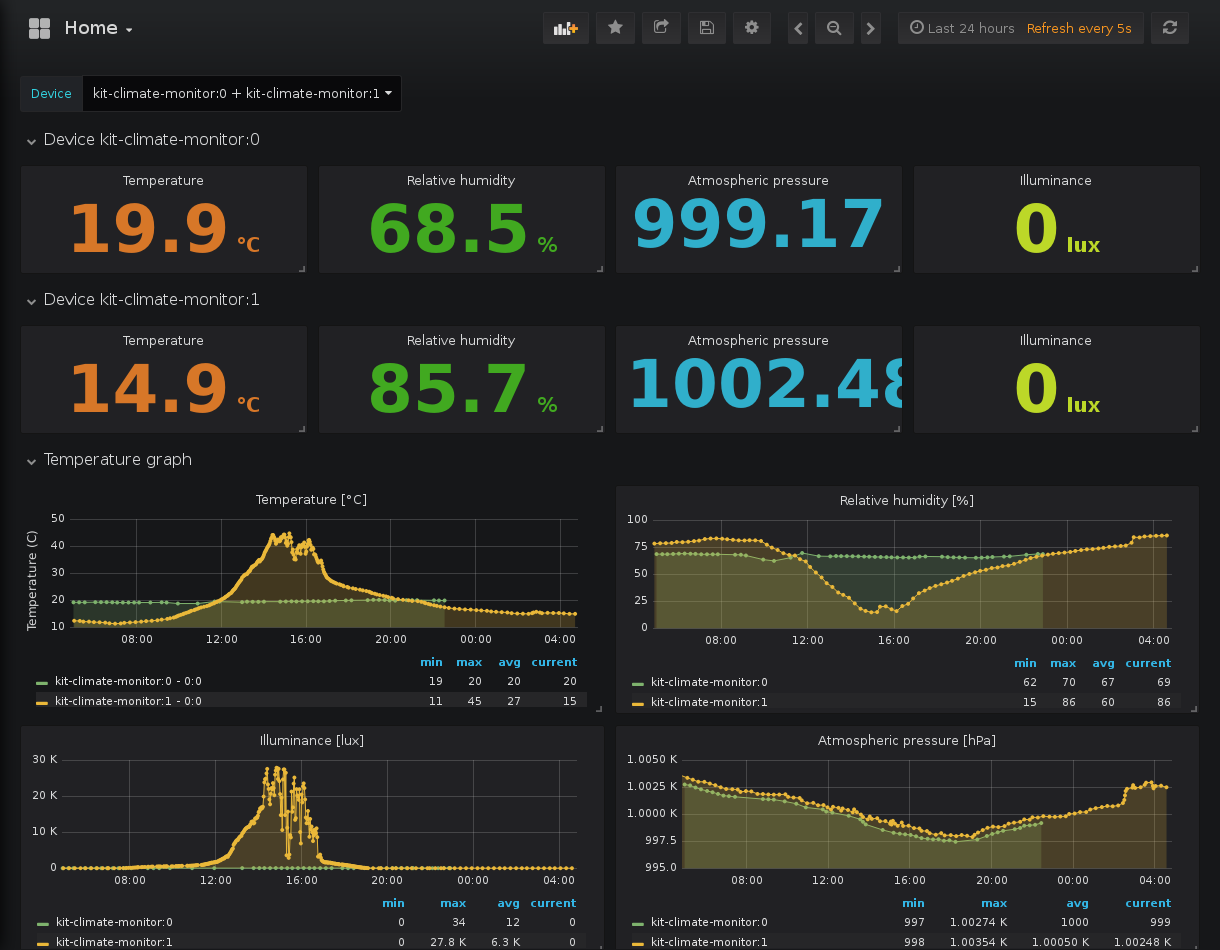 Home
Last 24 hours Refresh every 5s
Device kit-climate-monitor:0 + kit-climate-monitor:1
Device kit-climate-monitor:0
Temperature Relative humidity Atmospheric pressure Illuminance
19.9 °C 68.5 % 999.17 0 lux
Device kit-climate-monitor:1
Temperature Relative humidity Atmospheric pressure Illuminance
14.9 °C 85.7 % 1002.48 0 lux
Temperature graph
Temperature [°C]
Temperature (C)
50
40
30
20
10
08:00 12:00 16:00 20:00 00:00 04:00
min max avg current
kit-climate-monitor:0 - 0:0 19 20 20 20
kit-climate-monitor:1 - 0:0 11 45 27 15
Relative humidity [%]
100
75
50
25
0
08:00 12:00 16:00 20:00 00:00 04:00
min max avg current
kit-climate-monitor:0 62 70 67 69
kit-climate-monitor:1 15 86 60 86
Illuminance [lux]
30 K
20 K
10 K
0
08:00 12:00 16:00 20:00 00:00 04:00
min max avg current
kit-climate-monitor:0 0 34 12 0
kit-climate-monitor:1 0 27.8 K 6.3 K 0
Atmospheric pressure [hPa]
1.0050 K
1.0025 K
1.0000 K
997.5
995.0
08:00 12:00 16:00 20:00 00:00 04:00
min max avg current
kit-climate-monitor:0 997 1.00274 K 1000 999
kit-climate-monitor:1 998 1.00354 K 1.00050 K 1.00248 K